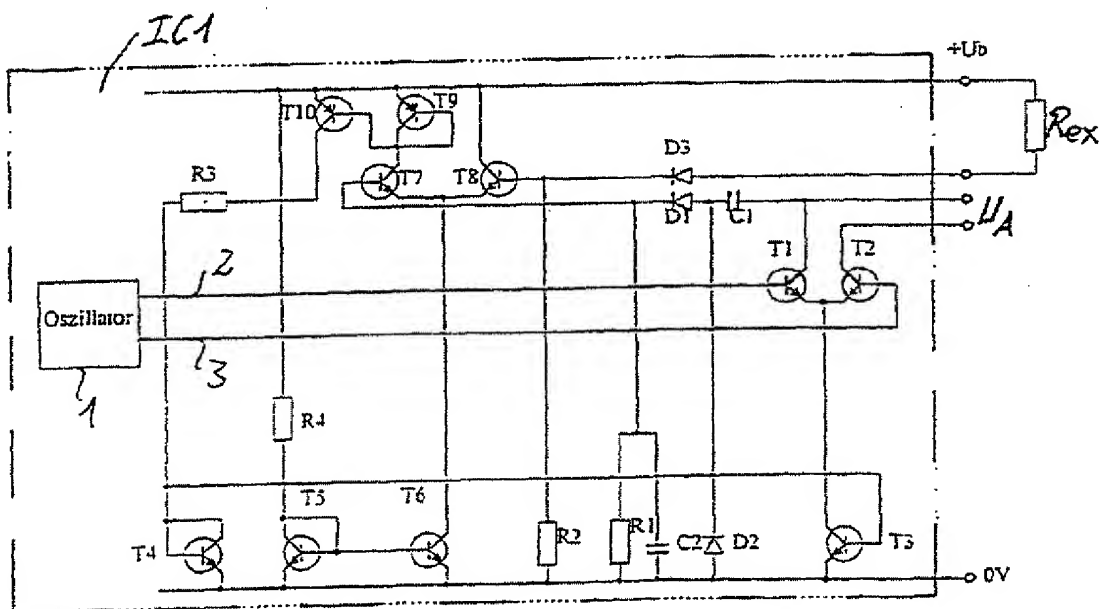 IC1
+Ub
T10
T9
Rex
R3
T7
T8
D3
D1
C1
UA
T1
T2
2
Oszillator
3
1
R4
T5
T6
T4
R2
R1
C2
D2
T3
0V